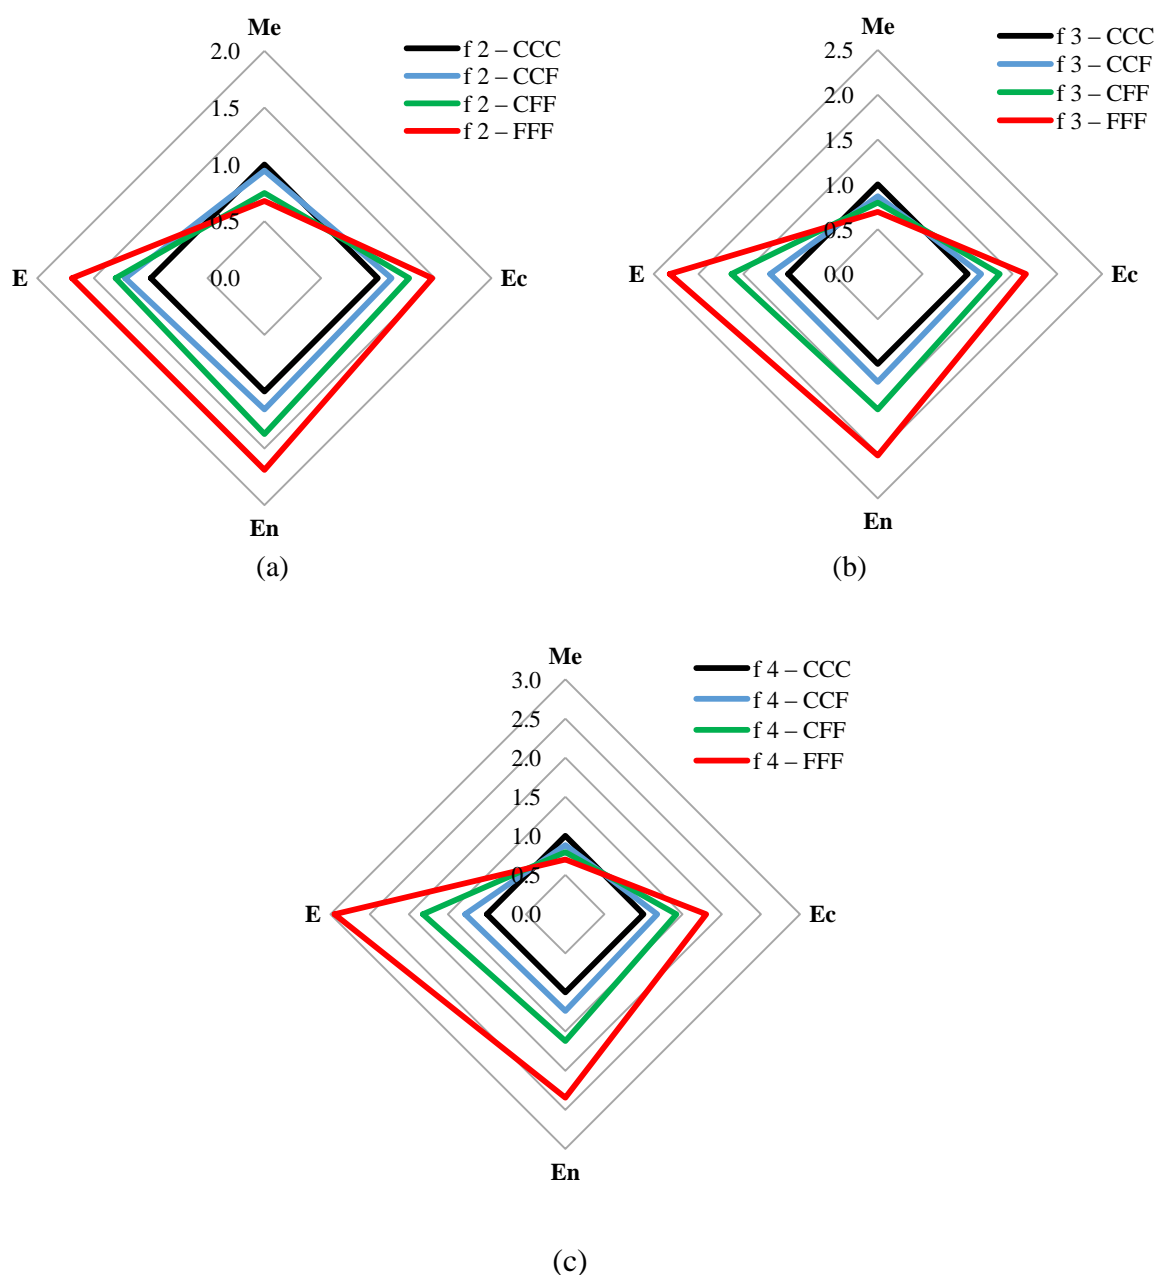 Me
2.0
1.5
1.0
0.5
0.0
E
Ec
En
f 2 – CCC
f 2 – CCF
f 2 – CFF
f 2 – FFF
(a)
Me
2.5
2.0
1.5
1.0
0.5
0.0
E
Ec
En
f 3 – CCC
f 3 – CCF
f 3 – CFF
f 3 – FFF
(b)
Me
3.0
2.5
2.0
1.5
1.0
0.5
0.0
E
Ec
En
f 4 – CCC
f 4 – CCF
f 4 – CFF
f 4 – FFF
(c)